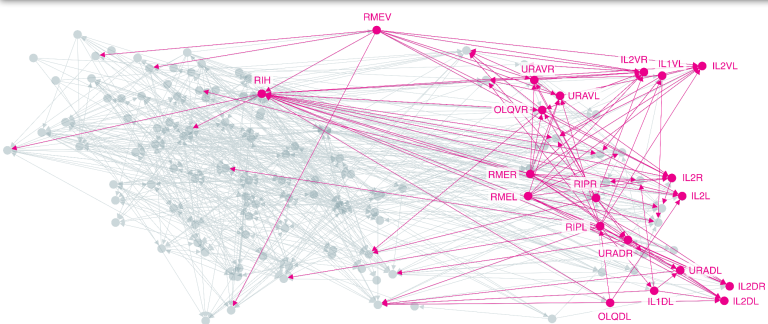 RMEV
IL2VR
IL1VL
IL2VL
URAVR
RIH
URAVL
OLQVR
RMER
RIPR
IL2R
RMEL
IL2L
RIPL
URADR
URADL
IL2DR
IL1DL
IL2DL
OLQDL